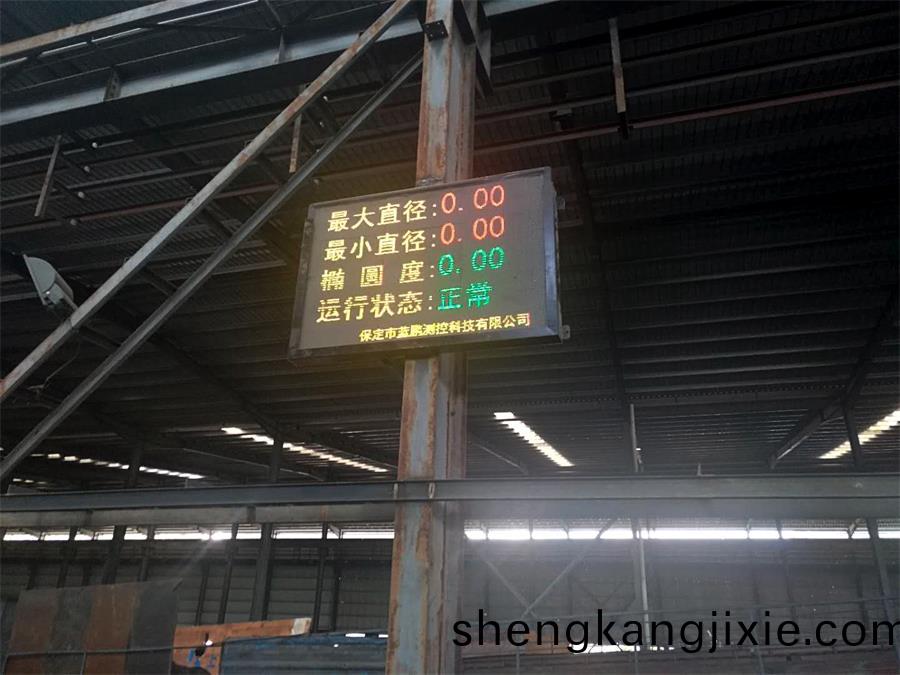 最大直径:0.00
最小直径:0.00
椭圆度:0.00
运行状态:正常
保定市蓝鹏测控科技有限公司
shengkangjixie.com